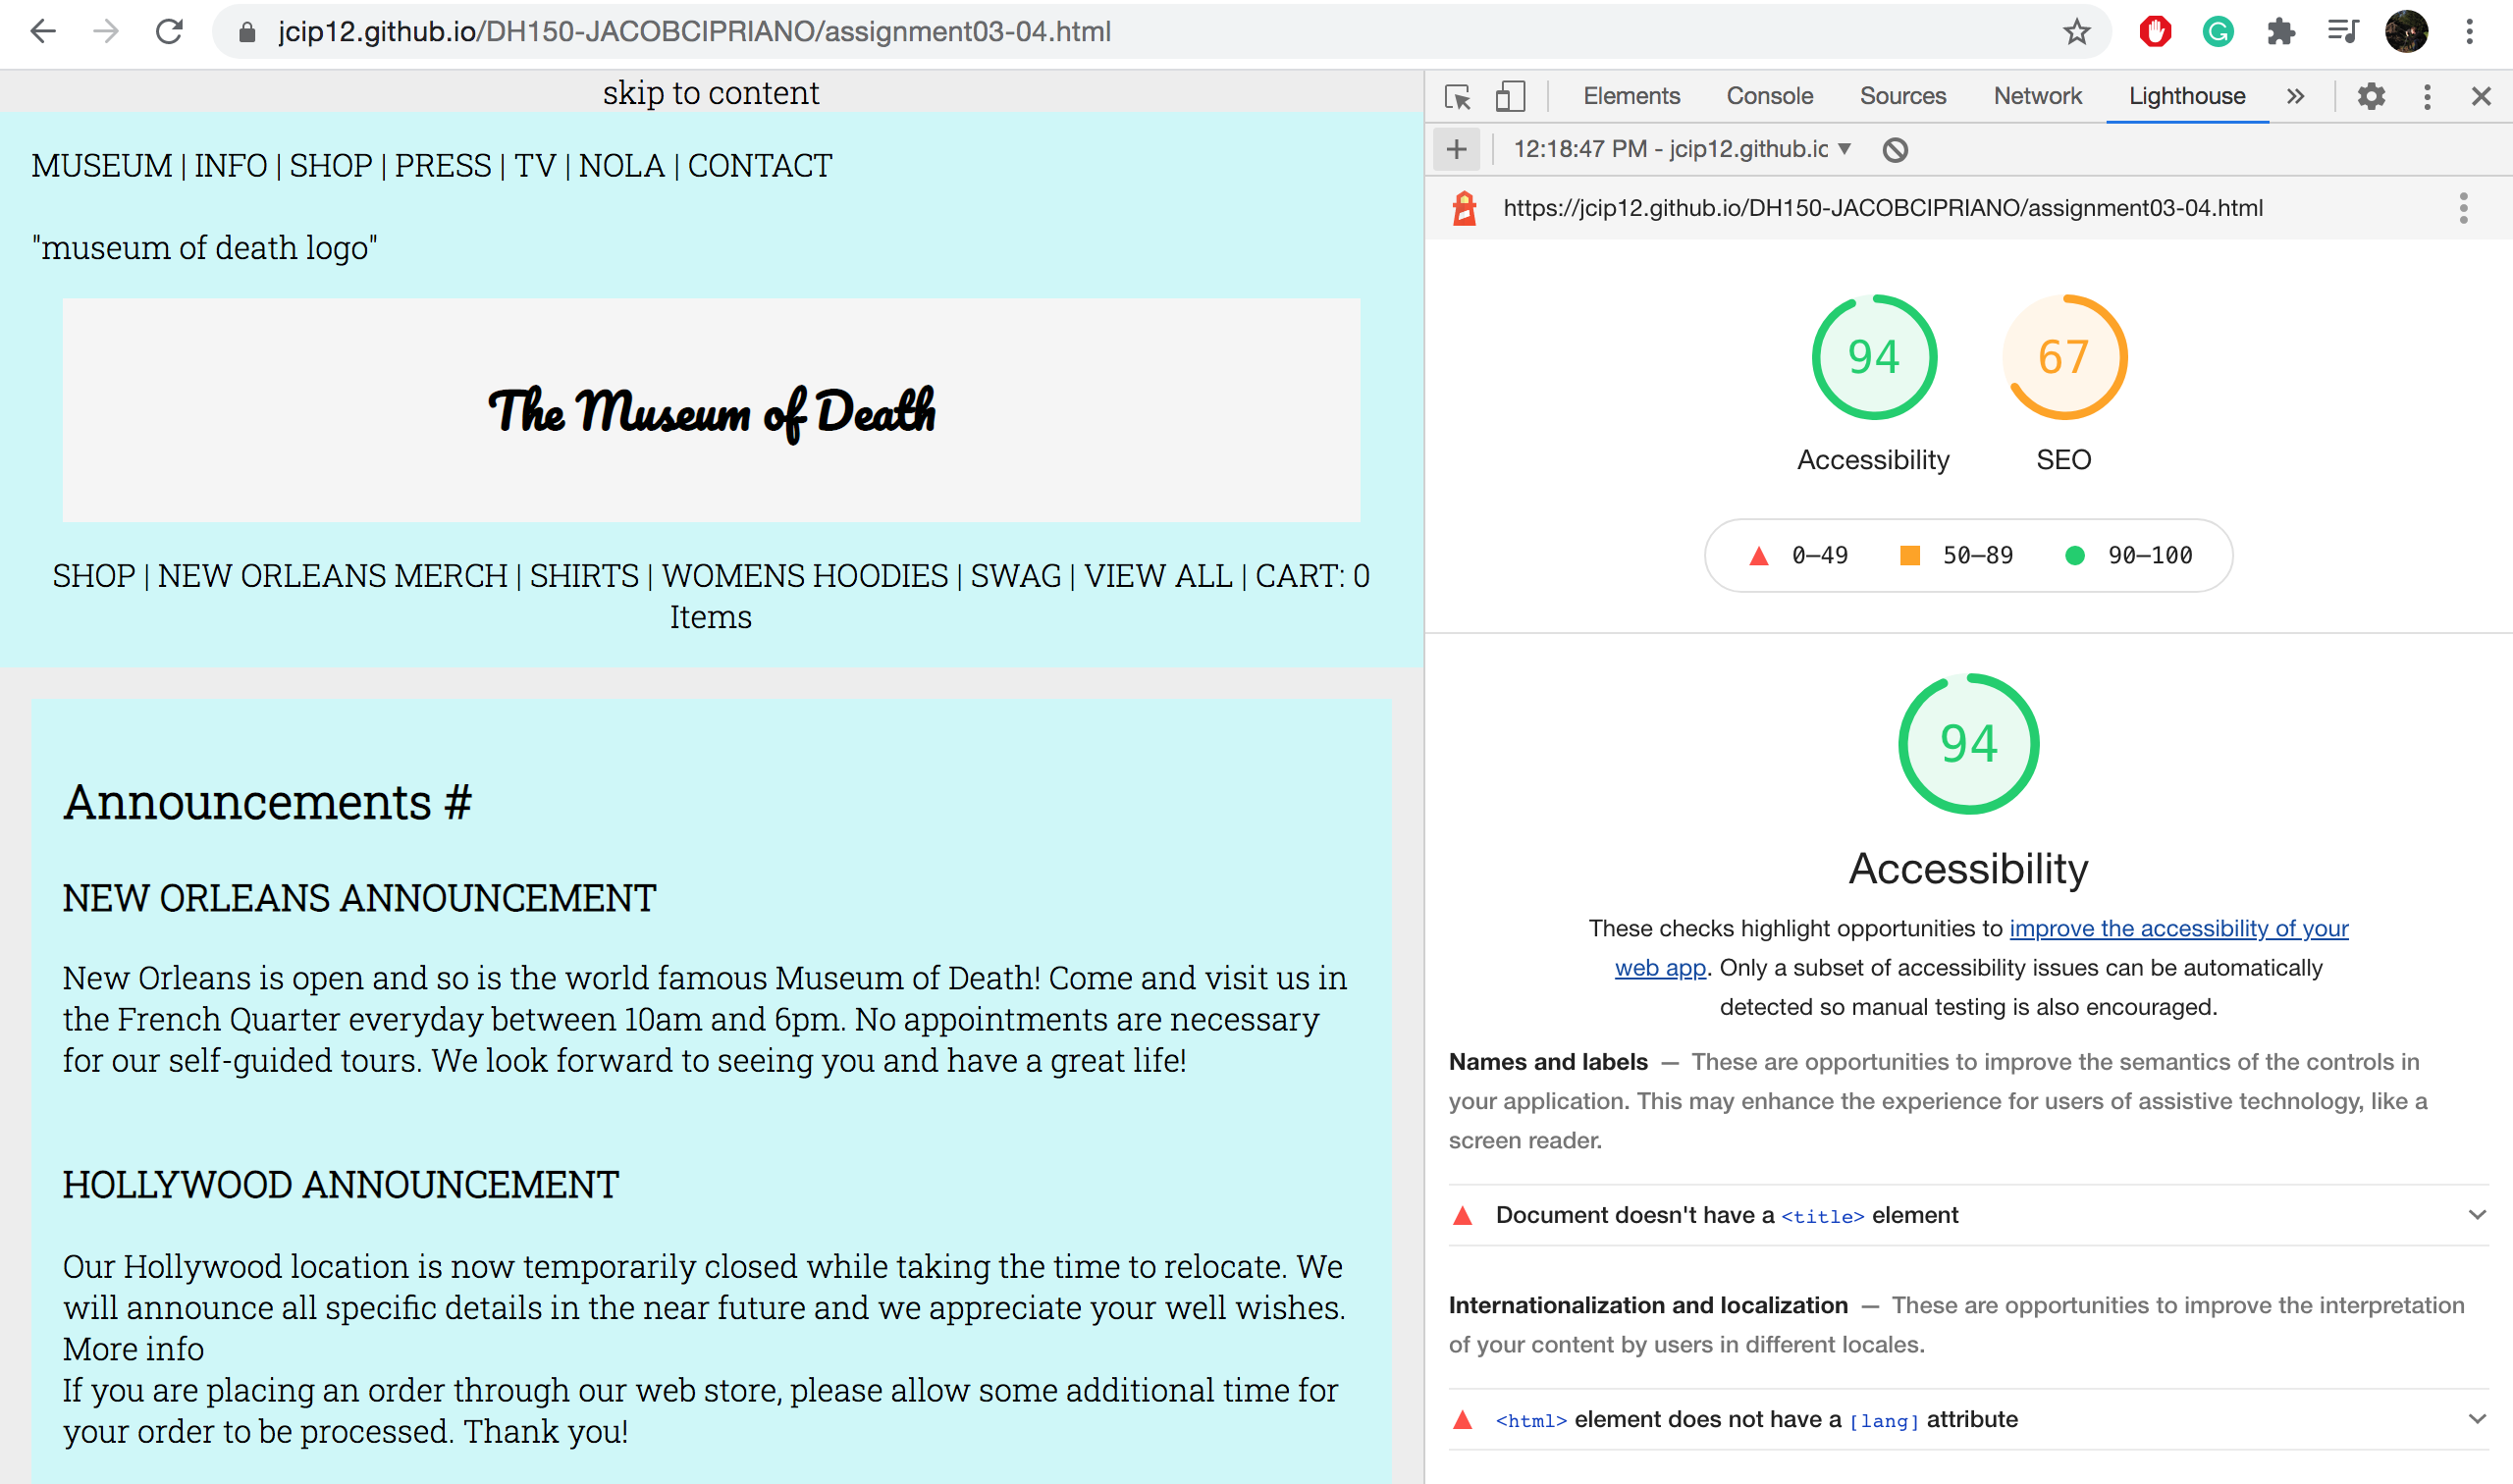 jcip12.github.io/DH150-JACOBCIPRIANO/assignment03-04.html
skip to content
MUSEUM | INFO | SHOP | PRESS | TV | NOLA | CONTACT
"museum of death logo"
The Museum of Death
SHOP | NEW ORLEANS MERCH | SHIRTS | WOMENS HOODIES | SWAG | VIEW ALL | CART: 0
Items
Announcements #
NEW ORLEANS ANNOUNCEMENT
New Orleans is open and so is the world famous Museum of Death! Come and visit us in
the French Quarter everyday between 10am and 6pm. No appointments are necessary
for our self-guided tours. We look forward to seeing you and have a great life!
HOLLYWOOD ANNOUNCEMENT
Our Hollywood location is now temporarily closed while taking the time to relocate. We
will announce all specific details in the near future and we appreciate your well wishes.
More info
If you are placing an order through our web store, please allow some additional time for
your order to be processed. Thank you!
Elements Console Sources Network Lighthouse »
12:18:47 PM - jcip12.github.io
https://jcip12.github.io/DH150-JACOBCIPRIANO/assignment03-04.html
94 67
Accessibility SEO
0–49 50–89 90–100
94
Accessibility
These checks highlight opportunities to improve the accessibility of your
web app. Only a subset of accessibility issues can be automatically
detected so manual testing is also encouraged.
Names and labels — These are opportunities to improve the semantics of the controls in
your application. This may enhance the experience for users of assistive technology, like a
screen reader.
Document doesn't have a <title> element
Internationalization and localization — These are opportunities to improve the interpretation
of your content by users in different locales.
<html> element does not have a [lang] attribute